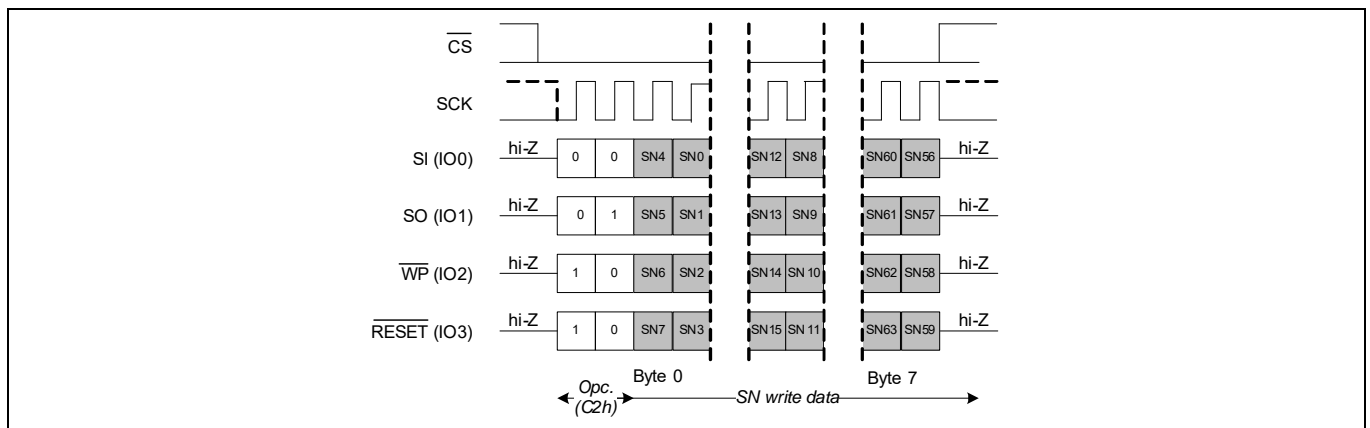 CS
SCK
SI (IO0) hi-Z 0 0 SN4 SN0 SN12 SN8 SN60 SN56 hi-Z
SO (IO1) hi-Z 0 1 SN5 SN1 SN13 SN9 SN61 SN57 hi-Z
WP (IO2) hi-Z 1 0 SN6 SN2 SN14 SN 10 SN62 SN58 hi-Z
RESET (IO3) hi-Z 1 0 SN7 SN3 SN15 SN 11 SN63 SN59 hi-Z
Byte 0 Byte 7
Opc.
(C2h)
SN write data